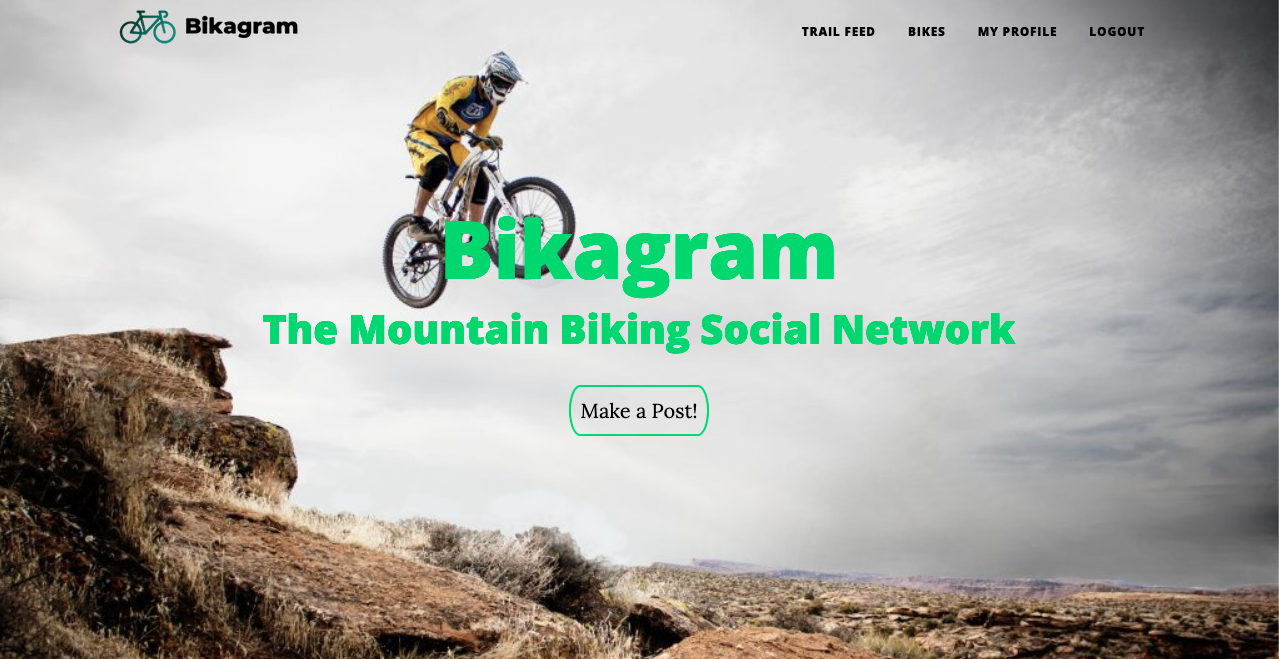 Bikagram
TRAIL FEED BIKES MY PROFILE LOGOUT
Bikagram
The Mountain Biking Social Network
Make a Post!